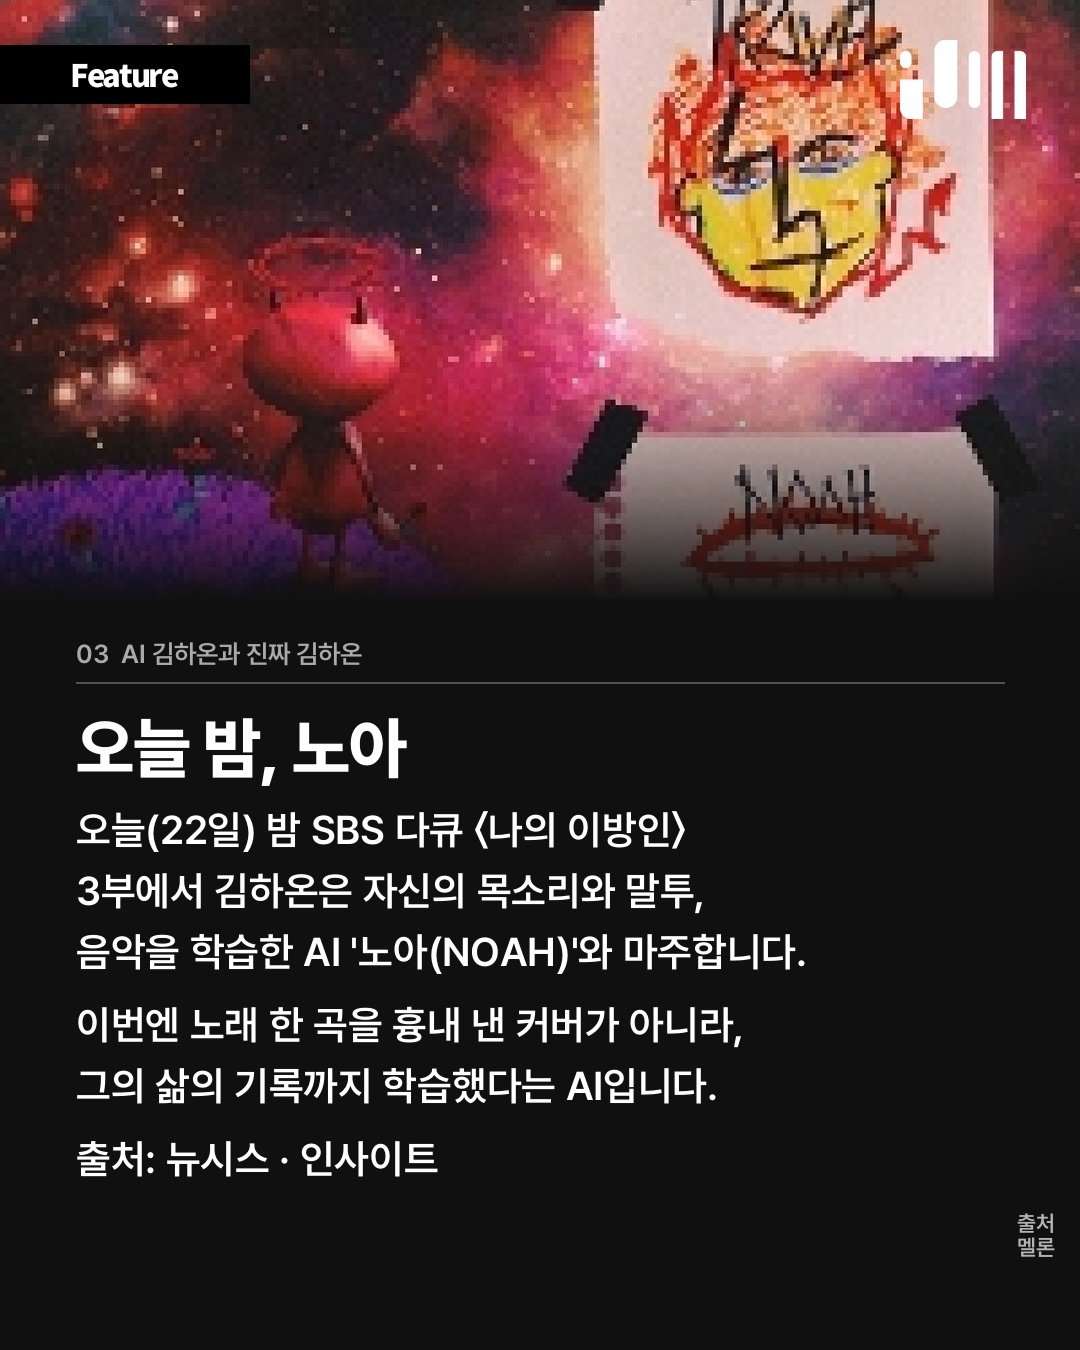 Feature
NOAH
03 AI 김하온과 진짜 김하온
오늘 밤, 노아
오늘(22일) 밤 SBS 다큐 〈나의 이방인〉
3부에서 김하온은 자신의 목소리와 말투,
음악을 학습한 AI '노아(NOAH)'와 마주합니다.
이번엔 노래 한 곡을 흉내 낸 커버가 아니라,
그의 삶의 기록까지 학습했다는 AI입니다.
출처: 뉴시스 · 인사이트
출처
멜론